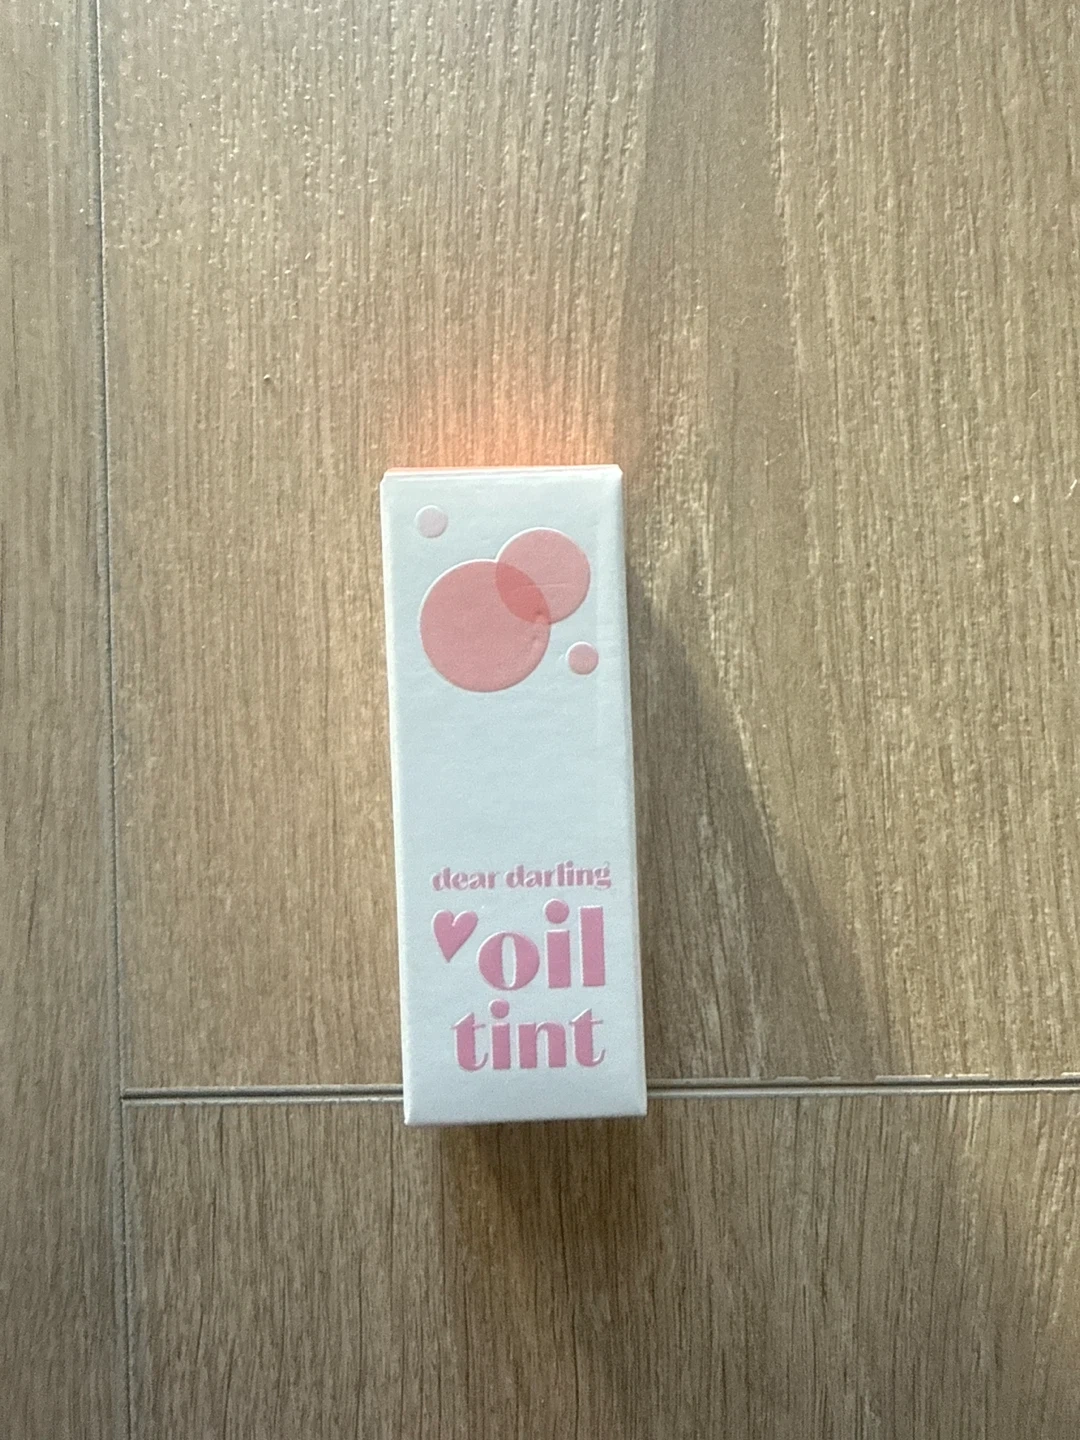 dear darling
oil
tint